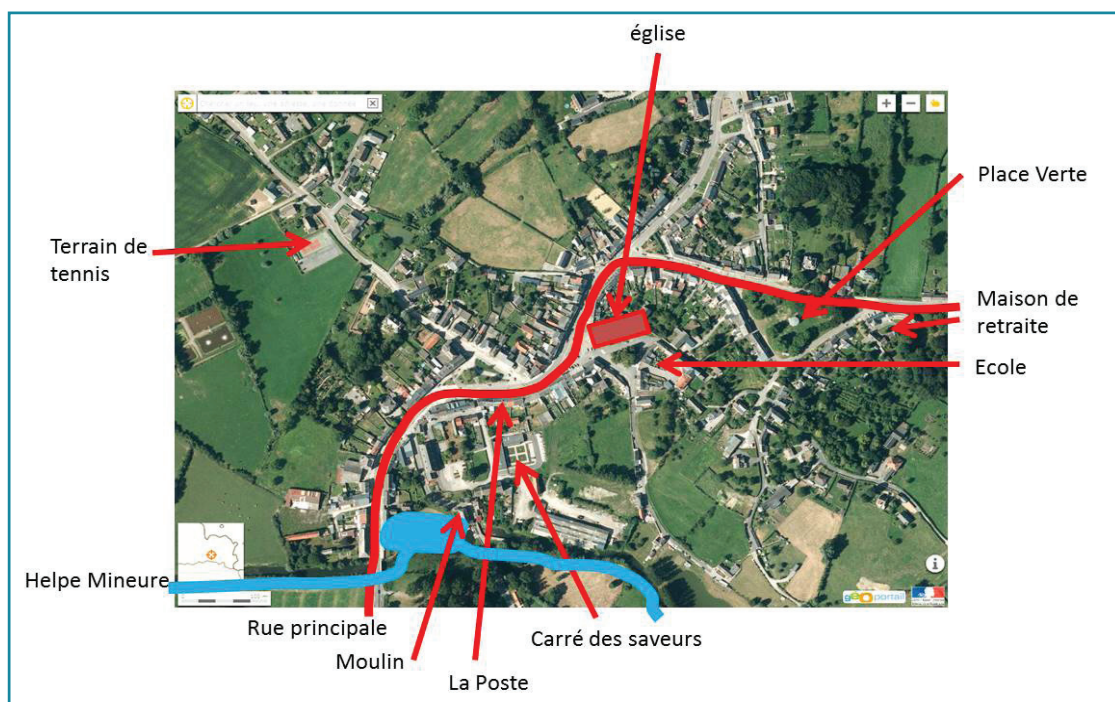 église
Place Verte
Terrain de
tennis
Maison de
retraite
Ecole
Helpe Mineure
Rue principale
Moulin
La Poste
Carré des saveurs
géoportail